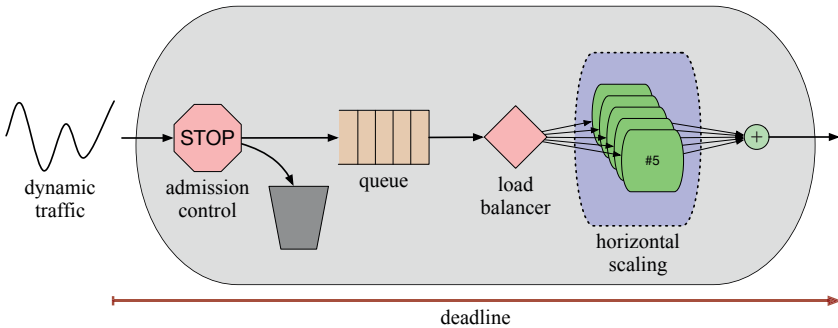 STOP
dynamic
traffic
admission
control
queue
load
balancer
#5
+
horizontal
scaling
deadline